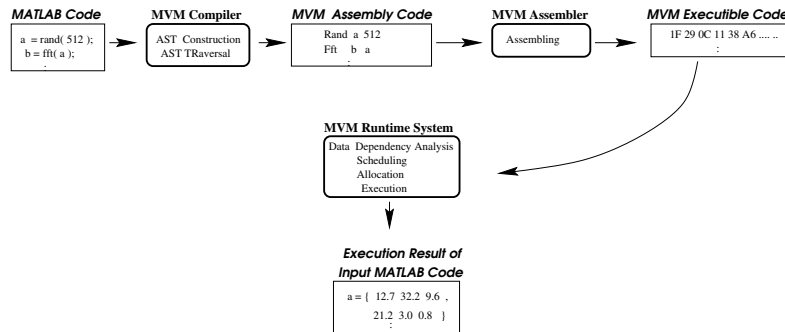 MATLAB Code
a = rand( 512 );
b = fft( a );
:
MVM Compiler
AST Construction
AST TRaversal
MVM Assembly Code
Rand a 512
Fft b a
:
MVM Assembler
Assembling
MVM Executible Code
1F 29 0C 11 38 A6 .... ..
:
MVM Runtime System
Data Dependency Analysis
Scheduling
Allocation
Execution
Execution Result of
Input MATLAB Code
a = { 12.7 32.2 9.6 ,
21.2 3.0 0.8 }
: